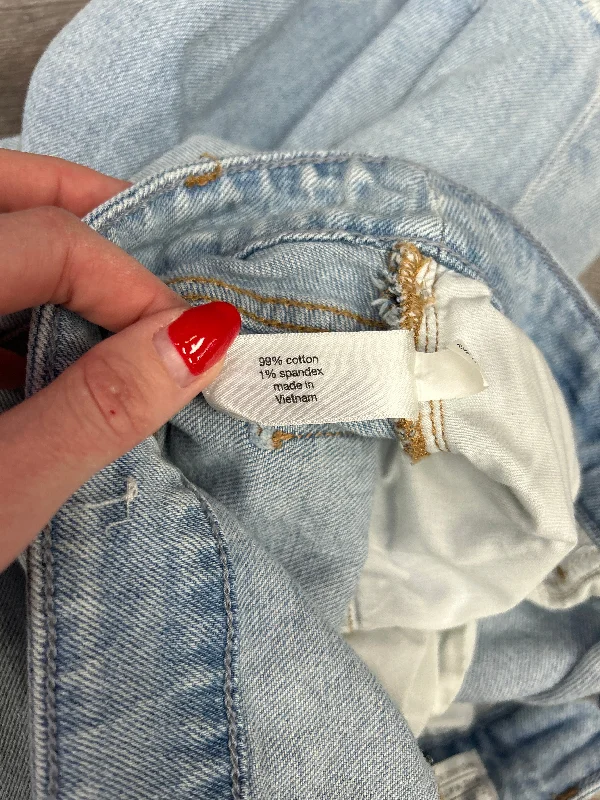 99% cotton
1% spandex
made in
Vietnam